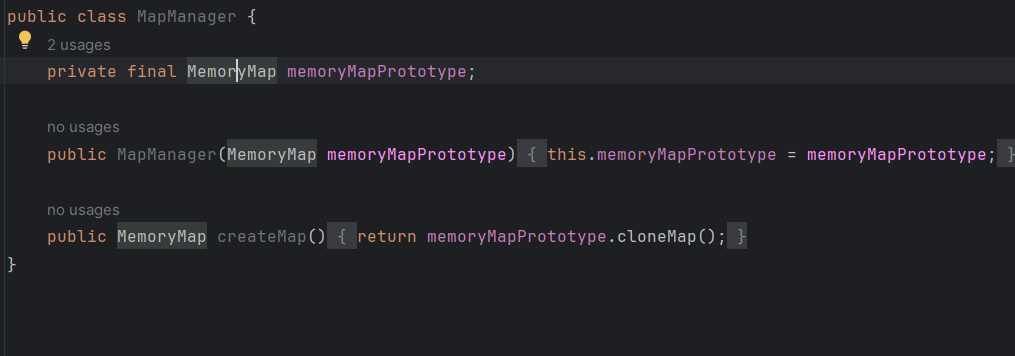 public class MapManager {
2 usages
private final MemoryMap memoryMapPrototype;
no usages
public MapManager(MemoryMap memoryMapPrototype) { this.memoryMapPrototype = memoryMapPrototype; }
no usages
public MemoryMap createMap() { return memoryMapPrototype.cloneMap(); }
}